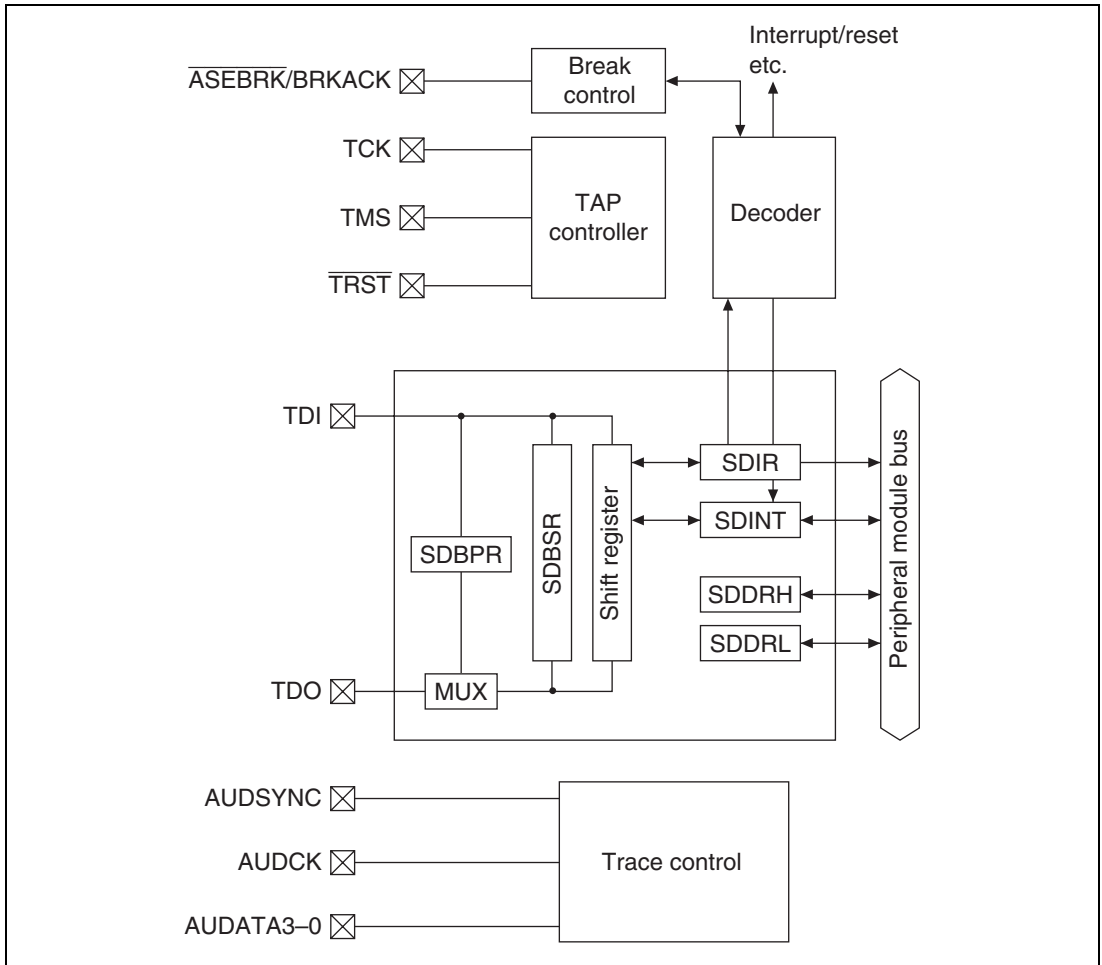 Interrupt/reset
etc.
ASEBRK/BRKACK
Break
control
TCK
TMS
TRST
TAP
controller
Decoder
TDI
SDIR
SDINT
SDBPR
SDBSR
Shift register
SDDRH
SDDRL
Peripheral module bus
TDO
MUX
AUDSYNC
AUDCK
AUDATA3–0
Trace control